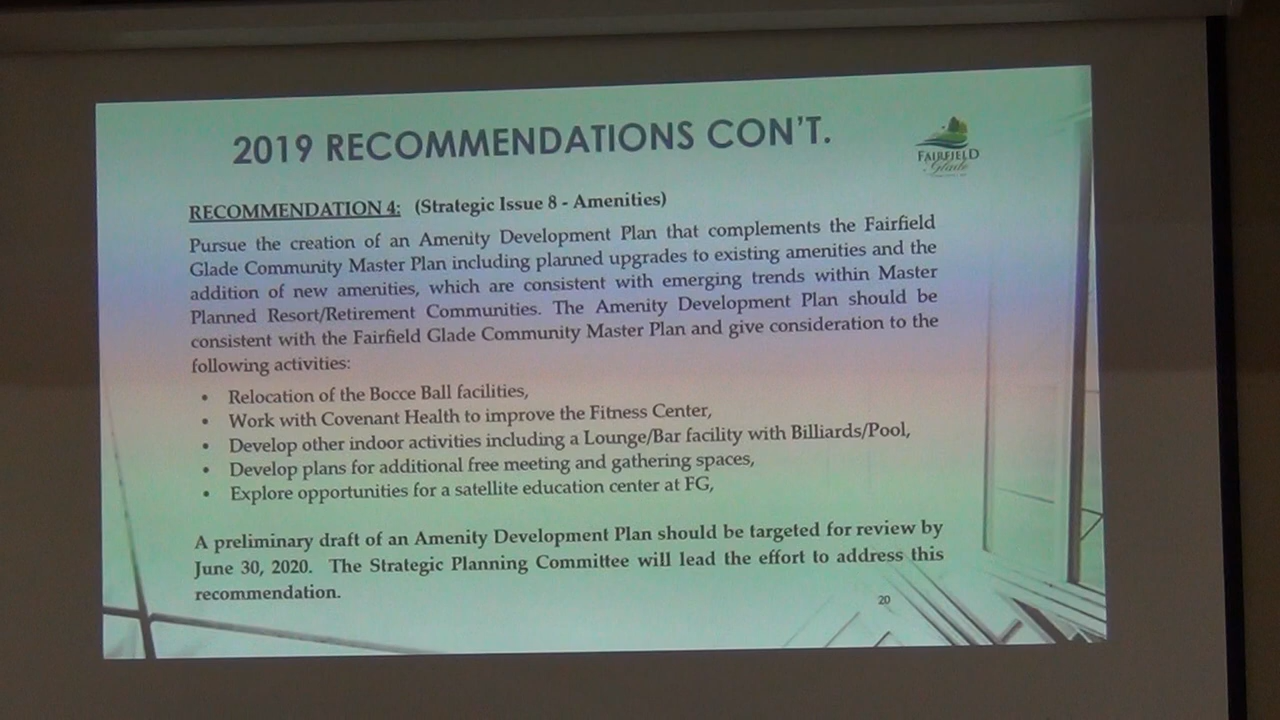 2019 RECOMMENDATIONS CON'T.
FAIRFIELD
Glade
RECOMMENDATION 4: (Strategic Issue 8 - Amenities)
Pursue the creation of an Amenity Development Plan that complements the Fairfield
Glade Community Master Plan including planned upgrades to existing amenities and the
addition of new amenities, which are consistent with emerging trends within Master
Planned Resort/Retirement Communities. The Amenity Development Plan should be
consistent with the Fairfield Glade Community Master Plan and give consideration to the
following activities:
• Relocation of the Bocce Ball facilities,
• Work with Covenant Health to improve the Fitness Center,
• Develop other indoor activities including a Lounge/Bar facility with Billiards/Pool,
• Develop plans for additional free meeting and gathering spaces,
• Explore opportunities for a satellite education center at FG,
A preliminary draft of an Amenity Development Plan should be targeted for review by
June 30, 2020. The Strategic Planning Committee will lead the effort to address this
recommendation.
20